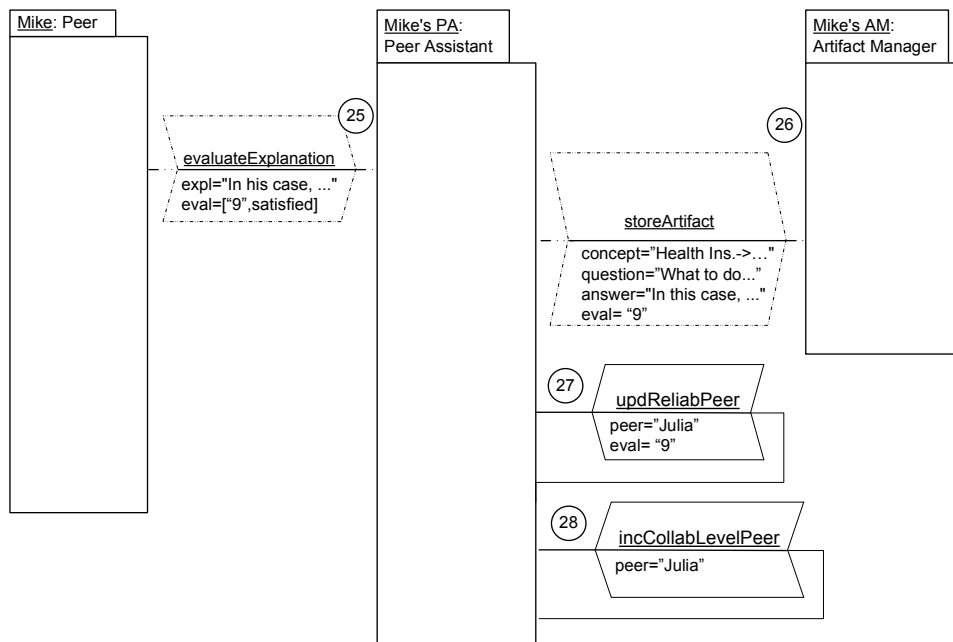 Mike: Peer
Mike's PA:
Peer Assistant
Mike's AM:
Artifact Manager
25
evaluateExplanation
expl="In his case, ..."
eval=[“9”,satisfied]
26
storeArtifact
concept=”Health Ins.->…"
question=”What to do...”
answer="In this case, ..."
eval= “9”
27
updReliabPeer
peer=”Julia”
eval= “9”
28
incCollabLevelPeer
peer=”Julia”